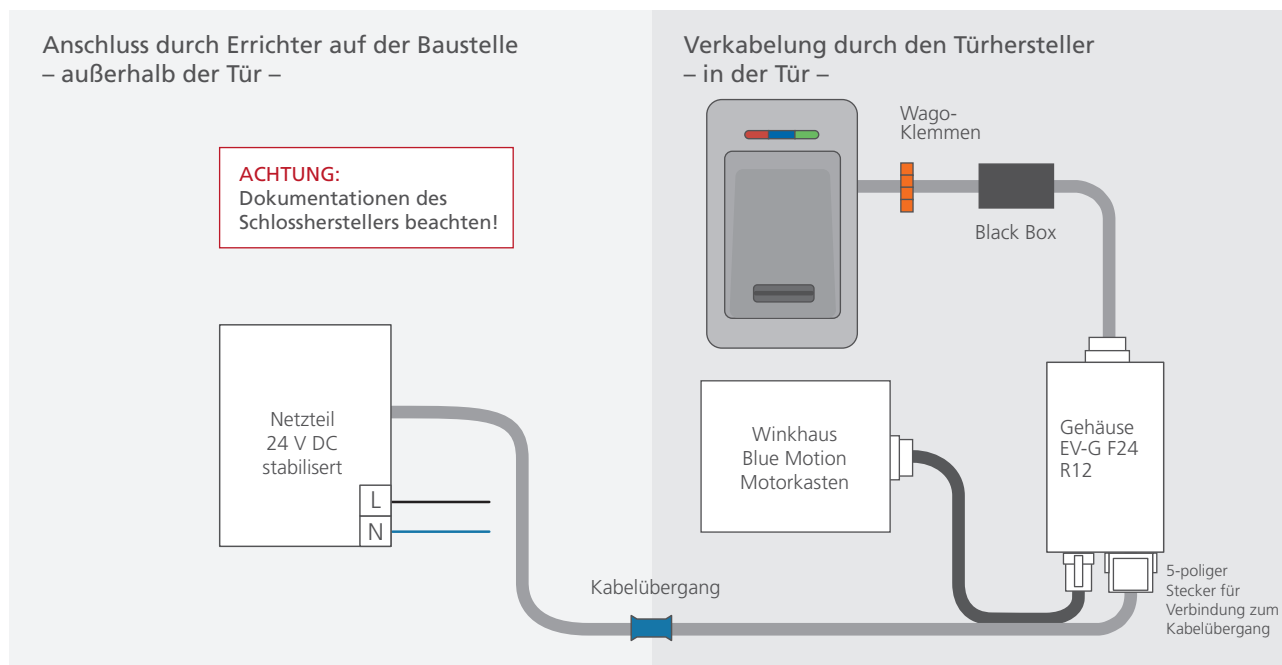 Anschluss durch Errichter auf der Baustelle
– außerhalb der Tür –
ACHTUNG:
Dokumentationen des
Schlossherstellers beachten!
Netzteil
24 V DC
stabilisert
L
N
Kabelübergang
Verkabelung durch den Türhersteller
– in der Tür –
Wago-
Klemmen
Black Box
Winkhaus
Blue Motion
Motorkasten
Gehäuse
EV-G F24
R12
5-poliger
Stecker für
Verbindung zum
Kabelübergang